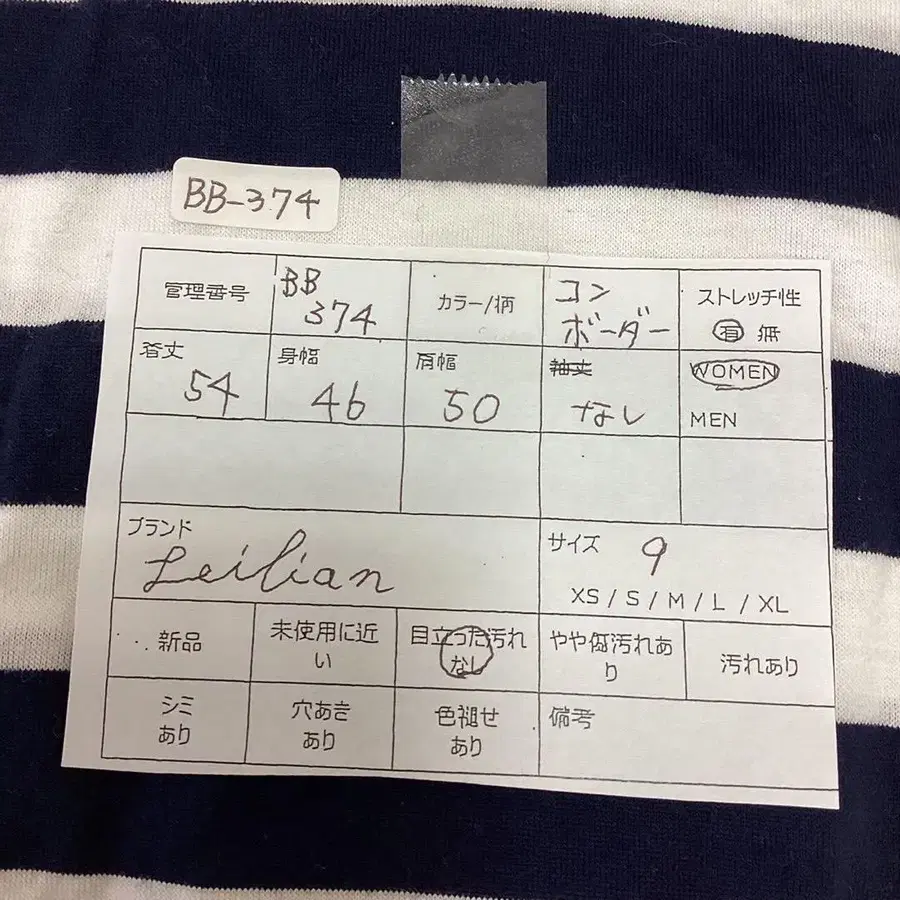 BB-374
管理番号
BB
374
カラー/柄
コン
ボーダー
ストレッチ性
有 無
着丈
54
身幅
46
肩幅
50
袖丈
なし
WOMEN
MEN
ブランド
Leilian
サイズ 9
XS / S / M / L / XL
新品
未使用に近
い
目立った汚れ
なし
やや傷汚れあ
り
汚れあり
シミ
あり
穴あき
あり
色褪せ
あり
備考